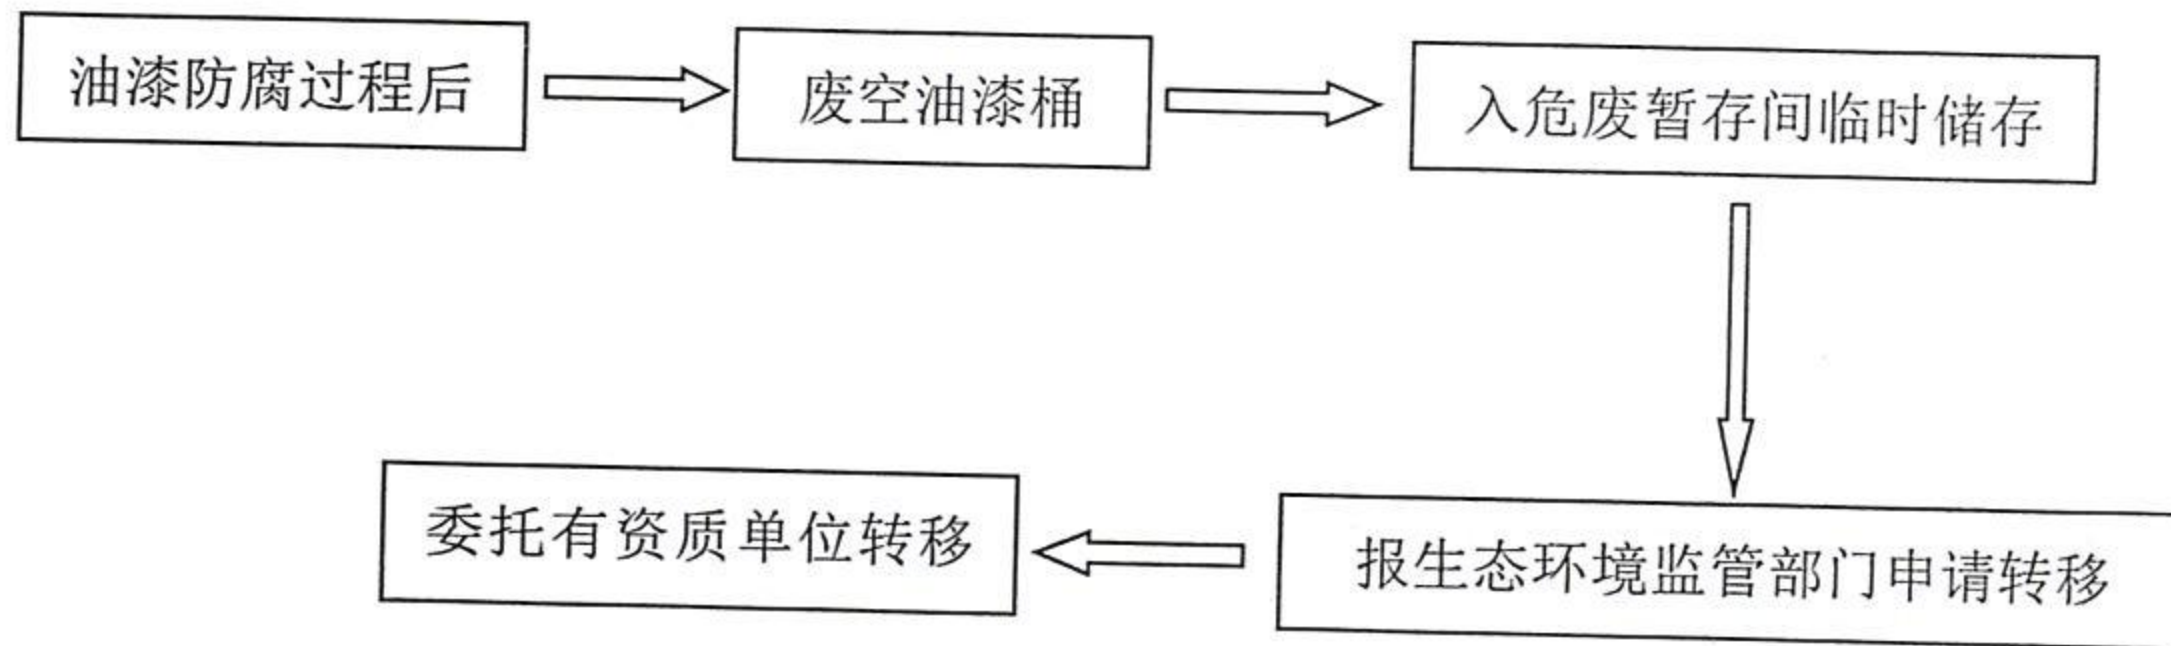 油漆防腐过程后
废空油漆桶
入危废暂存间临时储存
报生态环境监管部门申请转移
委托有资质单位转移